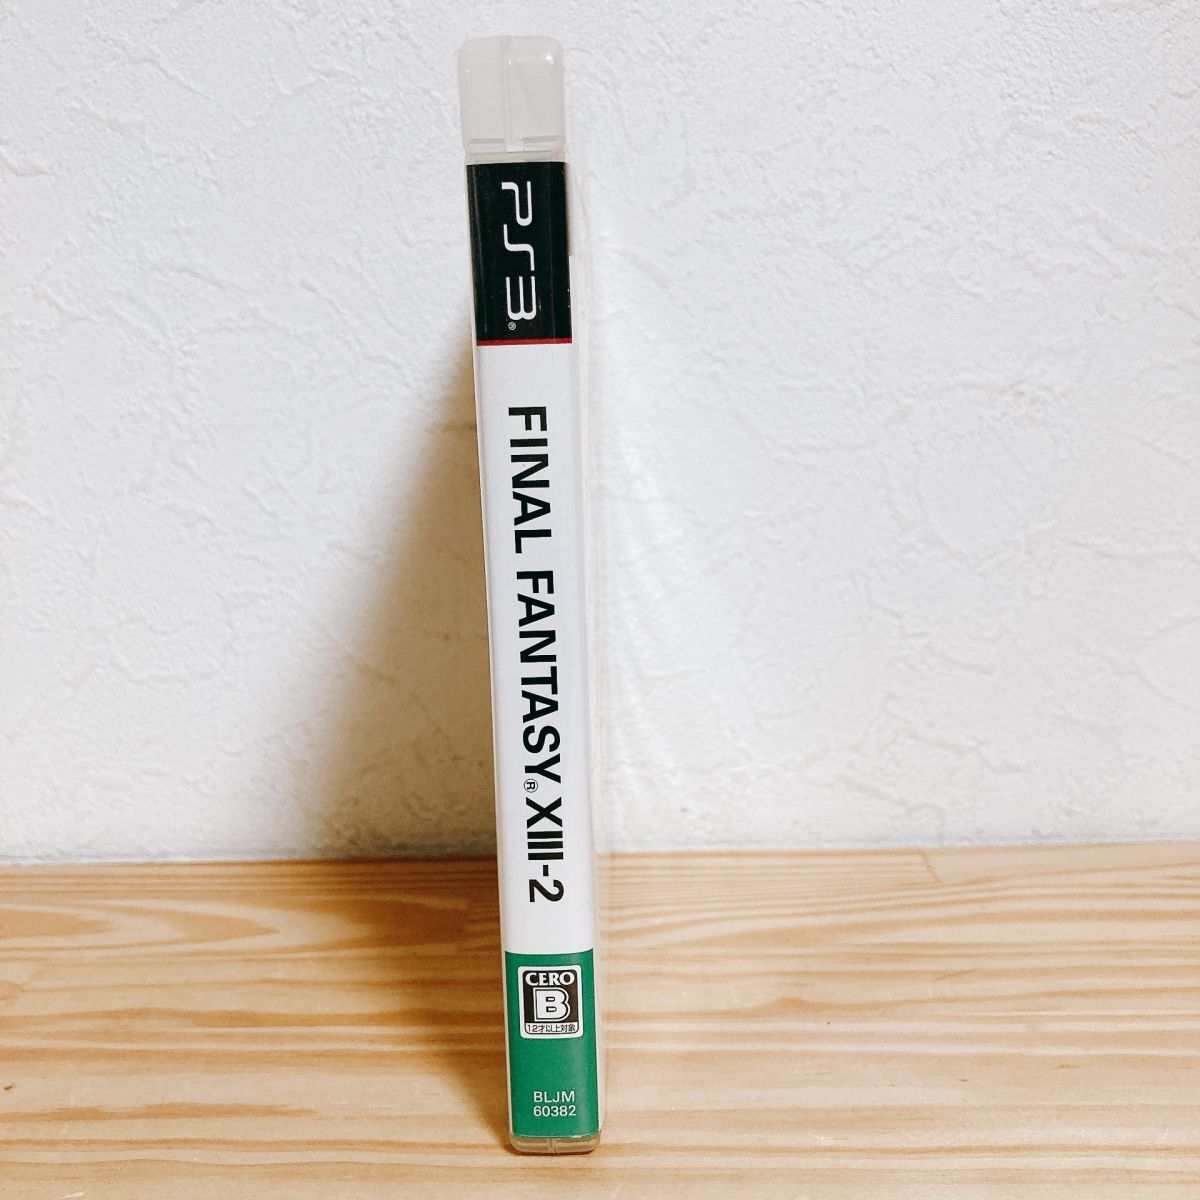 PS3®
FINAL FANTASY® XIII-2
CERO
B
12才以上対象
BLJM
60382